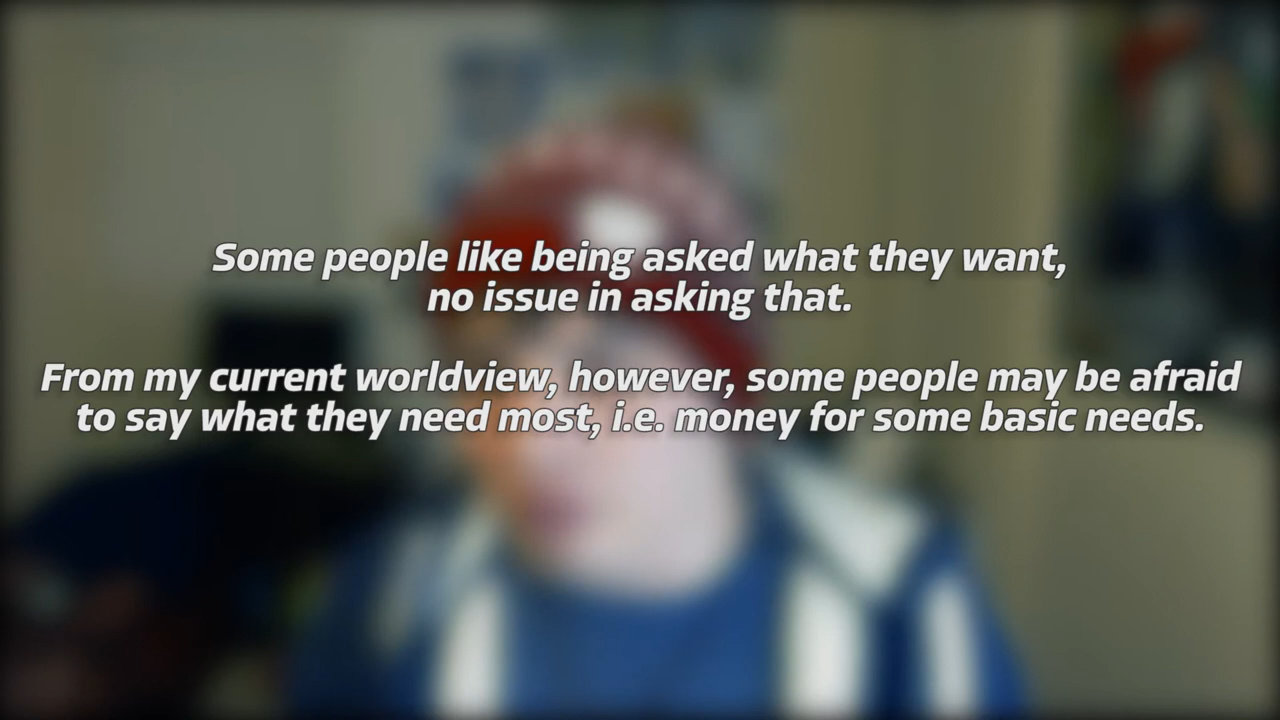 Some people like being asked what they want,
no issue in asking that.
From my current worldview, however, some people may be afraid
to say what they need most, i.e. money for some basic needs.